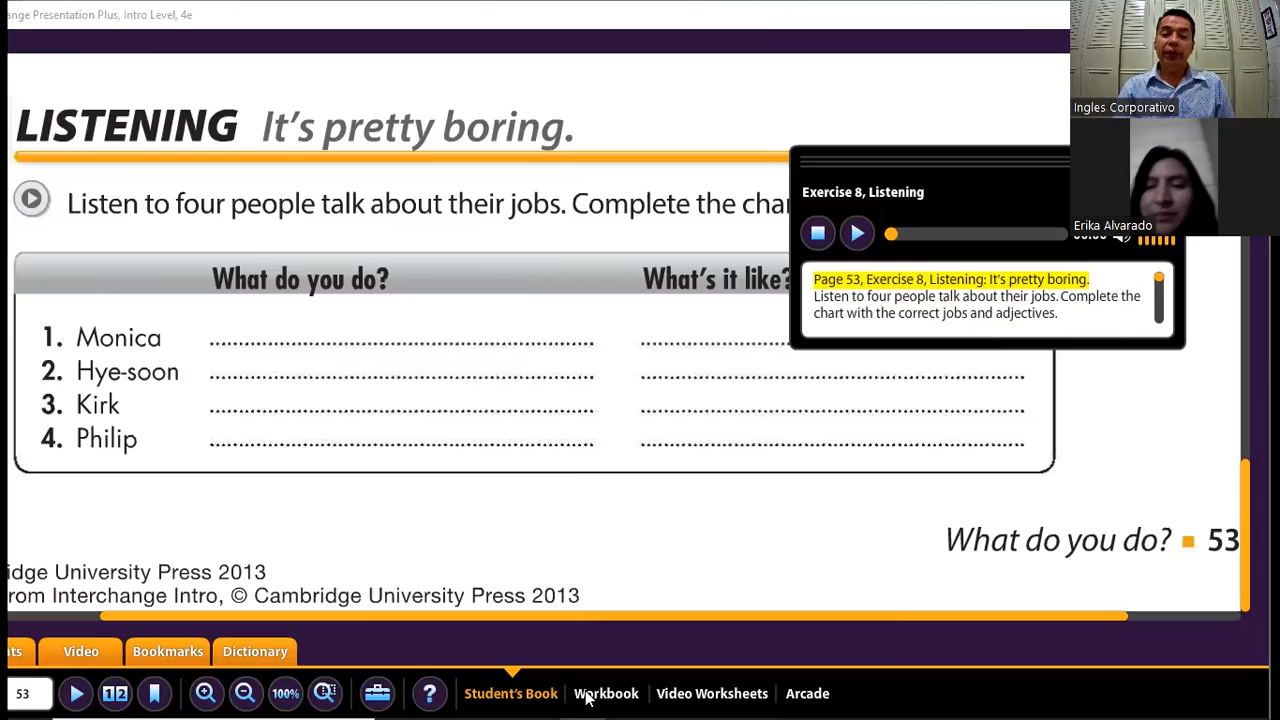 ange Presentation Plus, Intro Level, 4e
Ingles Corporativo
LISTENING It's pretty boring.
Exercise 8, Listening
Listen to four people talk about their jobs. Complete the char
Erika Alvarado
Page 53, Exercise 8, Listening: It's pretty boring.
Listen to four people talk about their jobs. Complete the
chart with the correct jobs and adjectives.
What do you do? What's it like?
1. Monica
2. Hye-soon
3. Kirk
4. Philip
What do you do? ■ 53
idge University Press 2013
rom Interchange Intro, © Cambridge University Press 2013
ts Video Bookmarks Dictionary
53 1 2 100% ? Student's Book Workbook Video Worksheets Arcade